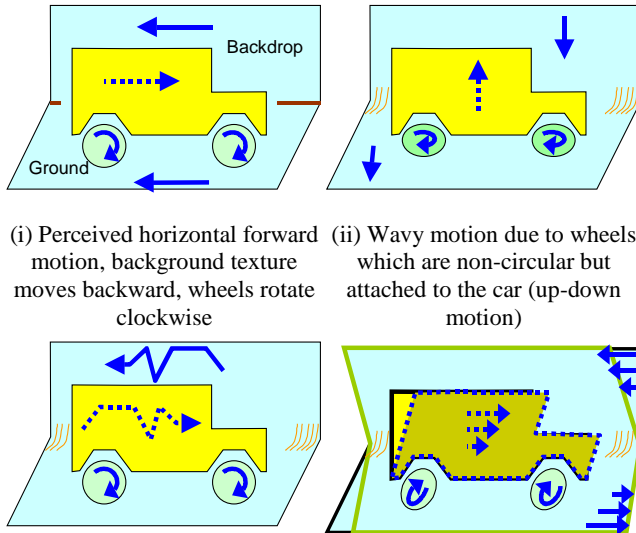 Backdrop
Ground
(i) Perceived horizontal forward
motion, background texture
moves backward, wheels rotate
clockwise
(ii) Wavy motion due to wheels
which are non-circular but
attached to the car (up-down
motion)